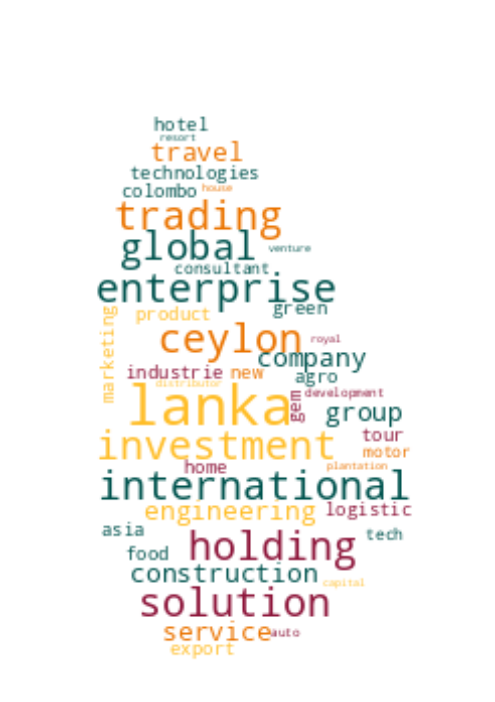 hotel
resort
travel
technologies
colombo house
trading
global venture
consultant
enterprise
green
marketing
product
ceylon royal
company
industrie new agro
distributor
lanka gem development
group
investment tour
motor
home plantation
international
engineering logistic
asia tech
holding
food
construction capital
solution
service auto
export